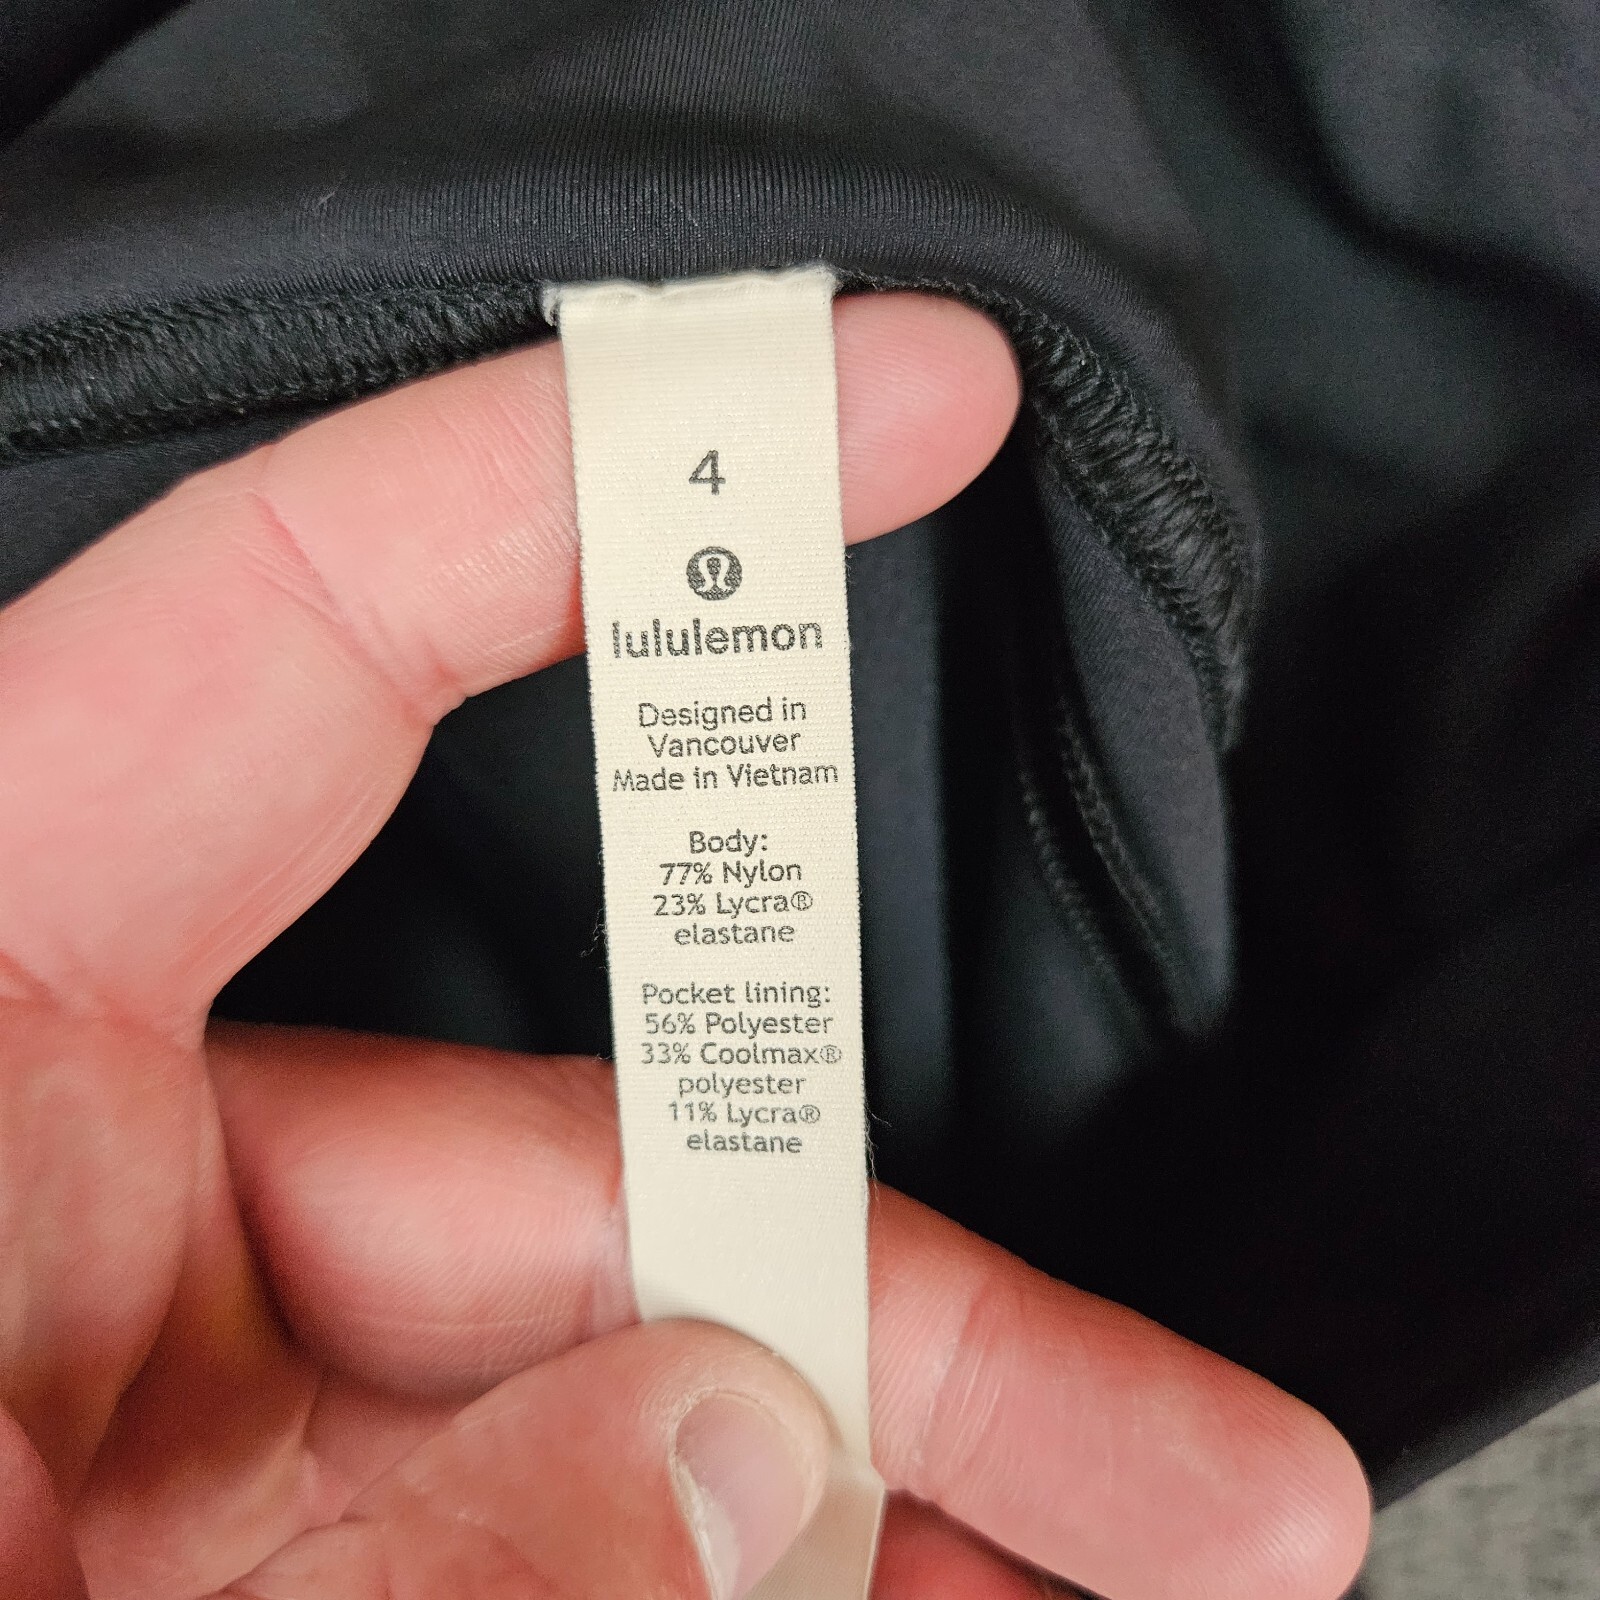 4
lululemon
Designed in
Vancouver
Made in Vietnam
Body:
77% Nylon
23% Lycra®
elastane
Pocket lining:
56% Polyester
33% Coolmax®
polyester
11% Lycra®
elastane